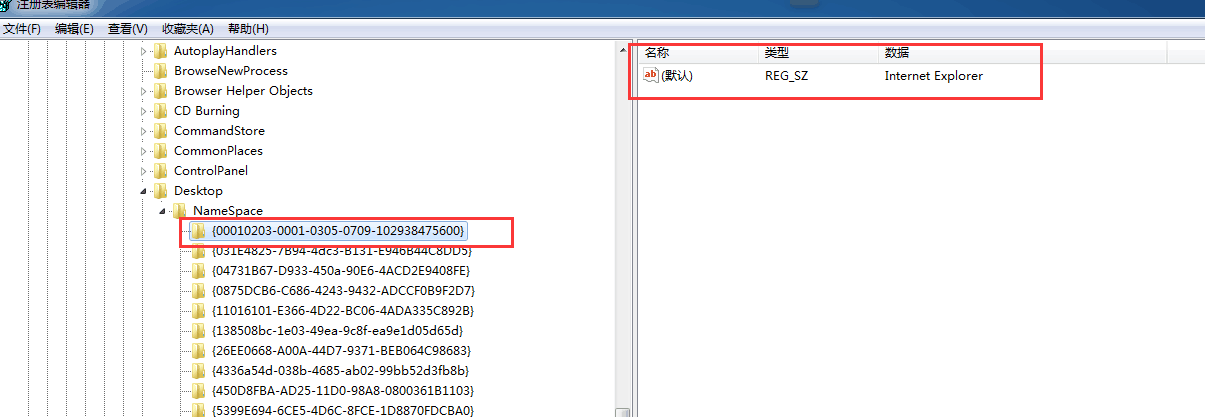 注册表编辑器
文件(F) 编辑(E) 查看(V) 收藏夹(A) 帮助(H)
AutoplayHandlers
BrowseNewProcess
Browser Helper Objects
CD Burning
CommandStore
CommonPlaces
ControlPanel
Desktop
NameSpace
{00010203-0001-0305-0709-102938475600}
{031E4825-7B94-4dc3-B131-E946B44C8DD5}
{04731B67-D933-450a-90E6-4ACD2E9408FE}
{0875DCB6-C686-4243-9432-ADCCF0B9F2D7}
{11016101-E366-4D22-BC06-4ADA335C892B}
{138508bc-1e03-49ea-9c8f-ea9e1d05d65d}
{26EE0668-A00A-44D7-9371-BEB064C98683}
{4336a54d-038b-4685-ab02-99bb52d3fb8b}
{450D8FBA-AD25-11D0-98A8-0800361B1103}
{5399E694-6CE5-4D6C-8FCE-1D8870FDCBA0}
名称 类型 数据
(默认) REG_SZ Internet Explorer